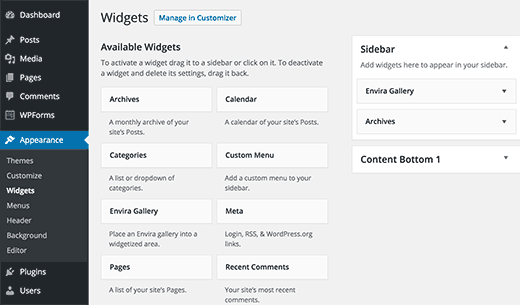 Dashboard
Posts
Media
Pages
Comments
WPForms
Appearance
Themes
Customize
Widgets
Menus
Header
Background
Editor
Plugins
Users
Widgets
Manage in Customizer
Available Widgets
To activate a widget drag it to a sidebar or click on it. To deactivate
a widget and delete its settings, drag it back.
Archives
A monthly archive of your
site's Posts.
Calendar
A calendar of your site's Posts.
Categories
A list or dropdown of
categories.
Custom Menu
Add a custom menu to your
sidebar.
Envira Gallery
Place an Envira gallery into a
widgetized area.
Meta
Login, RSS, & WordPress.org
links.
Pages
A list of your site's Pages.
Recent Comments
Your site's most recent
comments.
Sidebar
Add widgets here to appear in your sidebar.
Envira Gallery
Archives
Content Bottom 1